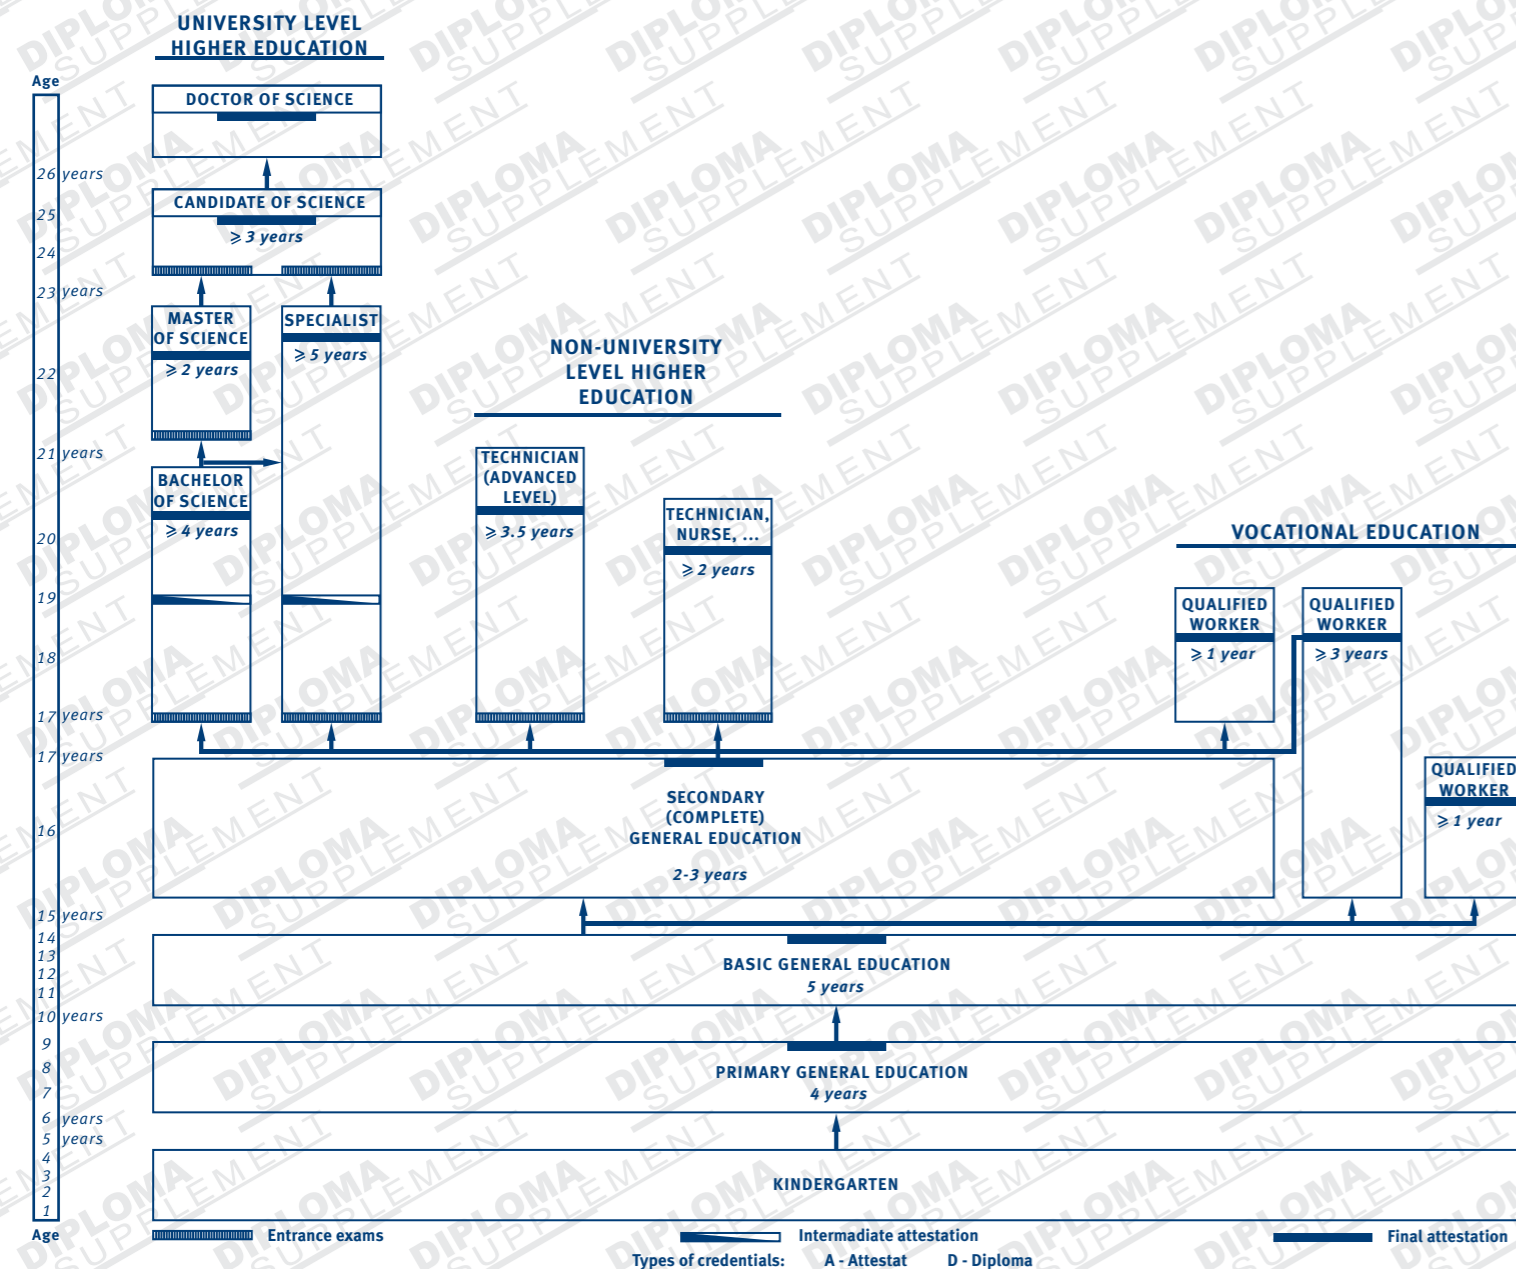 UNIVERSITY LEVEL
HIGHER EDUCATION
Age
DOCTOR OF SCIENCE
26 years
CANDIDATE OF SCIENCE
25
⩾ 3 years
24
23 years
MASTER
OF SCIENCE
⩾ 2 years
SPECIALIST
⩾ 5 years
22
NON-UNIVERSITY
LEVEL HIGHER
EDUCATION
21 years
BACHELOR
OF SCIENCE
⩾ 4 years
TECHNICIAN
(ADVANCED
LEVEL)
⩾ 3.5 years
TECHNICIAN,
NURSE, ...
⩾ 2 years
20
VOCATIONAL EDUCATION
19
QUALIFIED
WORKER
⩾ 1 year
QUALIFIED
WORKER
⩾ 3 years
18
17 years
17 years
QUALIFIED
WORKER
⩾ 1 year
SECONDARY
(COMPLETE)
GENERAL EDUCATION
2-3 years
16
15 years
14
13
12
11
BASIC GENERAL EDUCATION
5 years
10 years
9
8
7
PRIMARY GENERAL EDUCATION
4 years
6 years
5 years
4
3
2
1
KINDERGARTEN
Age
Entrance exams
Intermadiate attestation
Final attestation
Types of credentials: A - Attestat D - Diploma
DIPLOMA
SUPPLEMENT